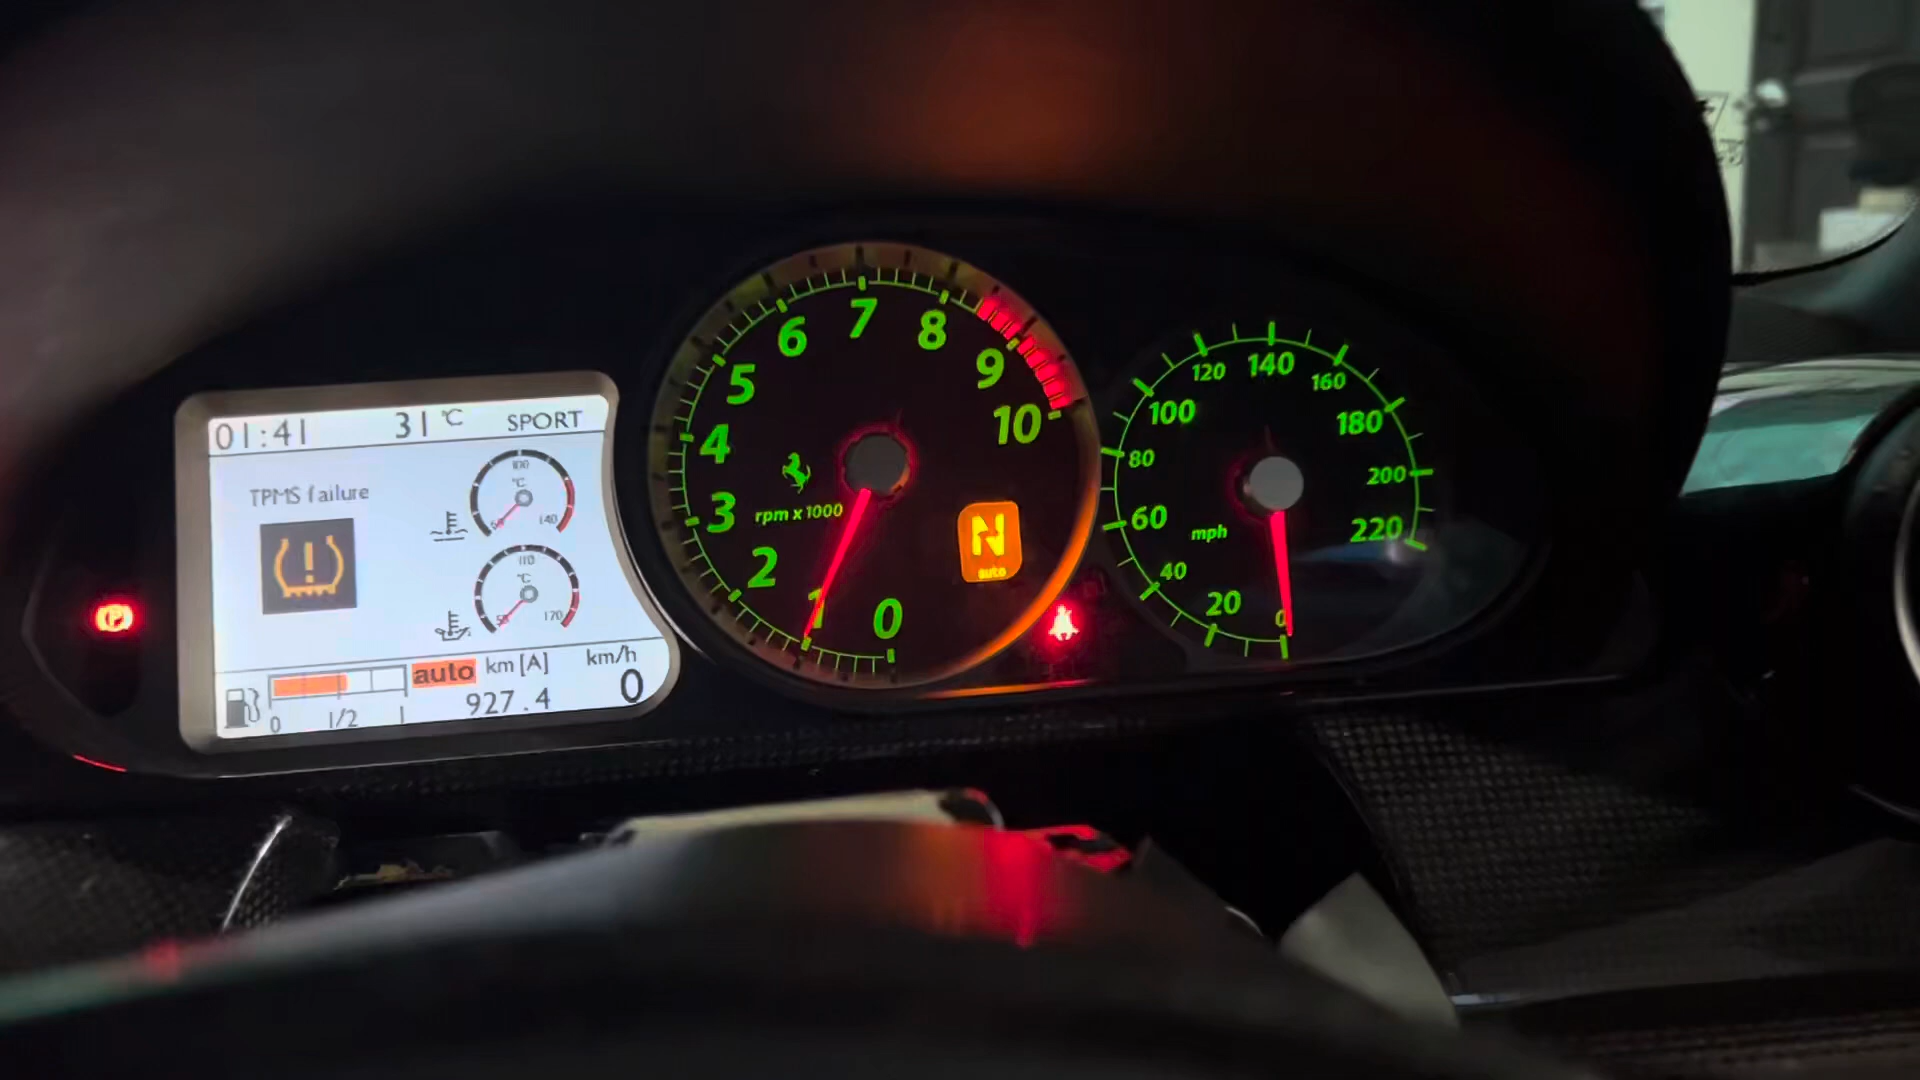 01:41 31 °C SPORT
TPMS failure
100
°C
60 140
110
°C
50 170
0 1/2 1
auto km [A] km/h
927.4 0
P
0 1 2 3 4 5 6 7 8 9 10
rpm x 1000
N
auto
0 20 40 60 80 100 120 140 160 180 200 220
mph